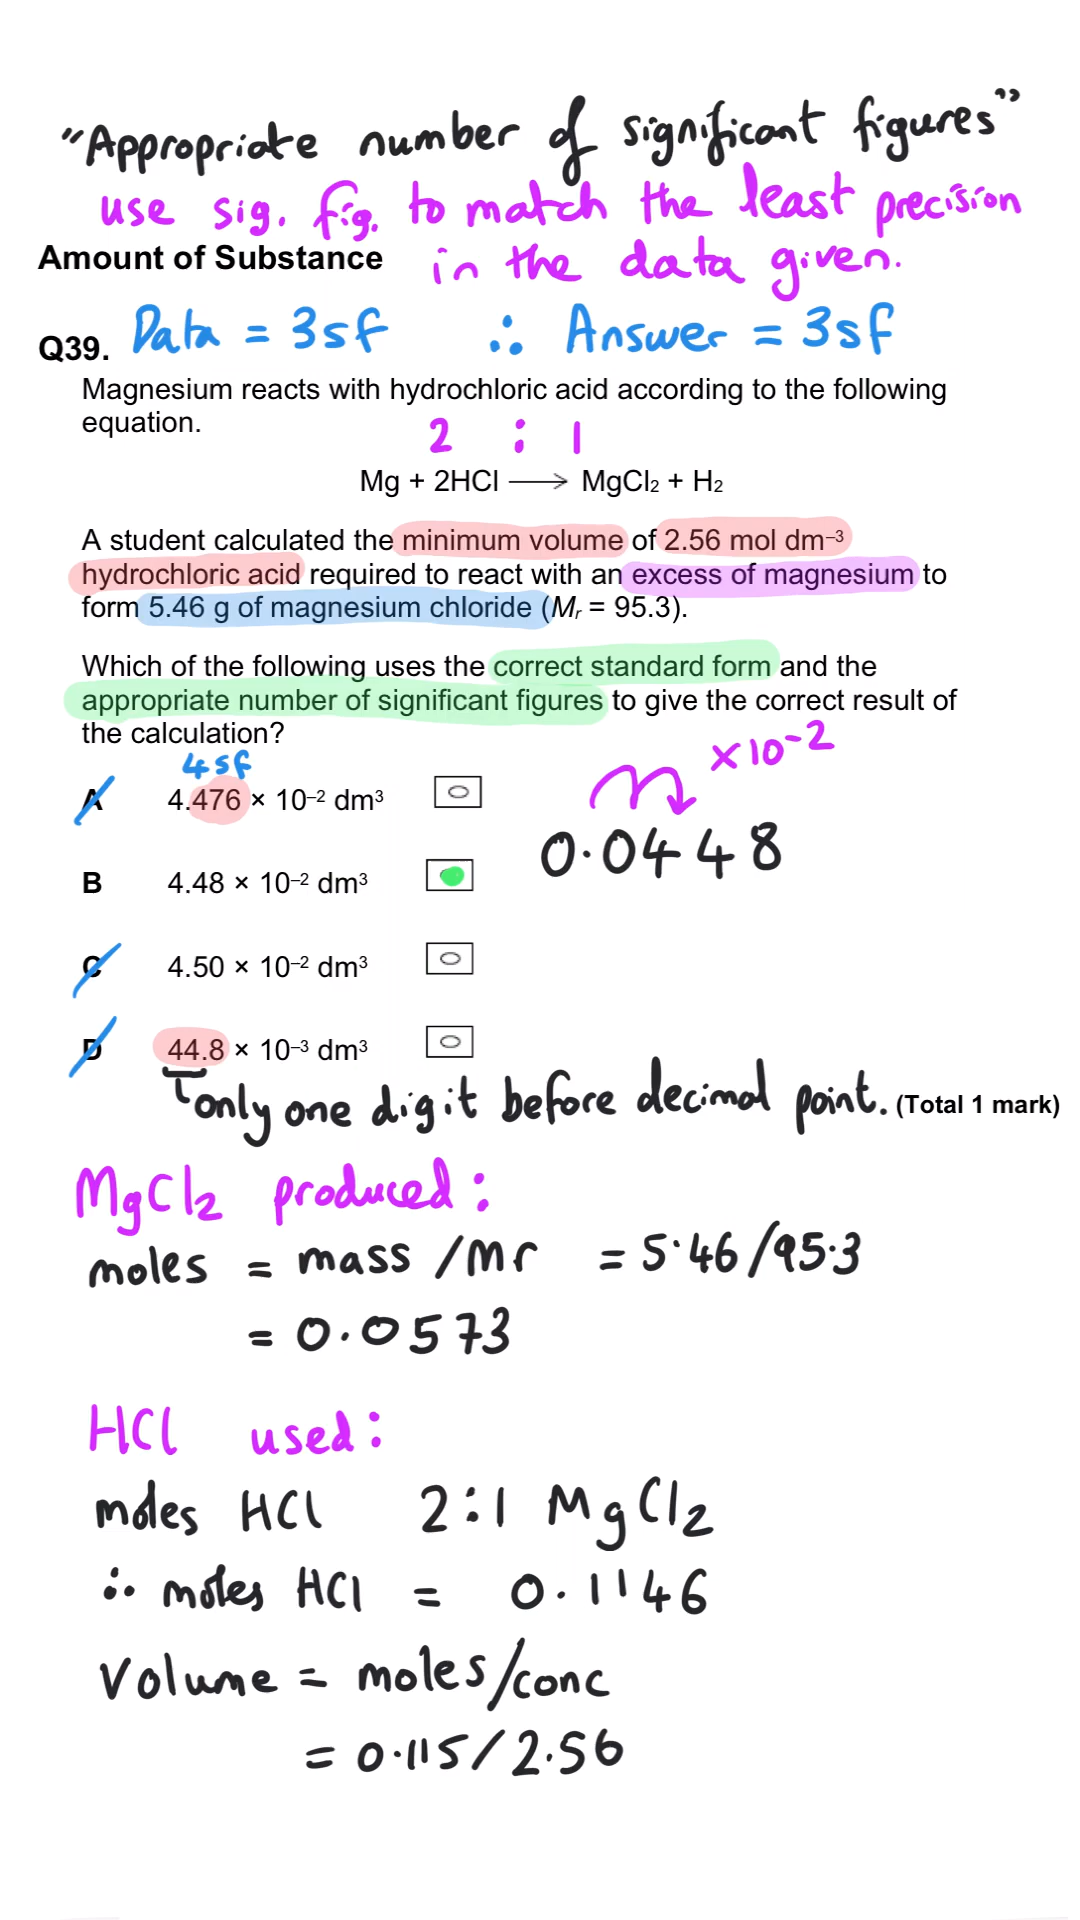 "Appropriate number of significant figures"
use sig. fig. to match the least precision
Amount of Substance in the data given.
Q39. Data = 3sf ∴ Answer = 3sf
Magnesium reacts with hydrochloric acid according to the following
equation.
2 : 1
Mg + 2HCl ⟶ MgCl₂ + H₂
A student calculated the minimum volume of 2.56 mol dm⁻³
hydrochloric acid required to react with an excess of magnesium to
form 5.46 g of magnesium chloride (Mᵣ = 95.3).
Which of the following uses the correct standard form and the
appropriate number of significant figures to give the correct result of
the calculation?
×10⁻²
4sf
A 4.476 × 10⁻² dm³
0.0448
B 4.48 × 10⁻² dm³
C 4.50 × 10⁻² dm³
D 44.8 × 10⁻³ dm³
only one digit before decimal point. (Total 1 mark)
MgCl₂ produced:
moles = mass /Mr = 5.46/95.3
= 0.0573
HCl used:
moles HCl 2:1 MgCl₂
∴ moles HCl = 0.1146
Volume = moles/conc
= 0.115/2.56